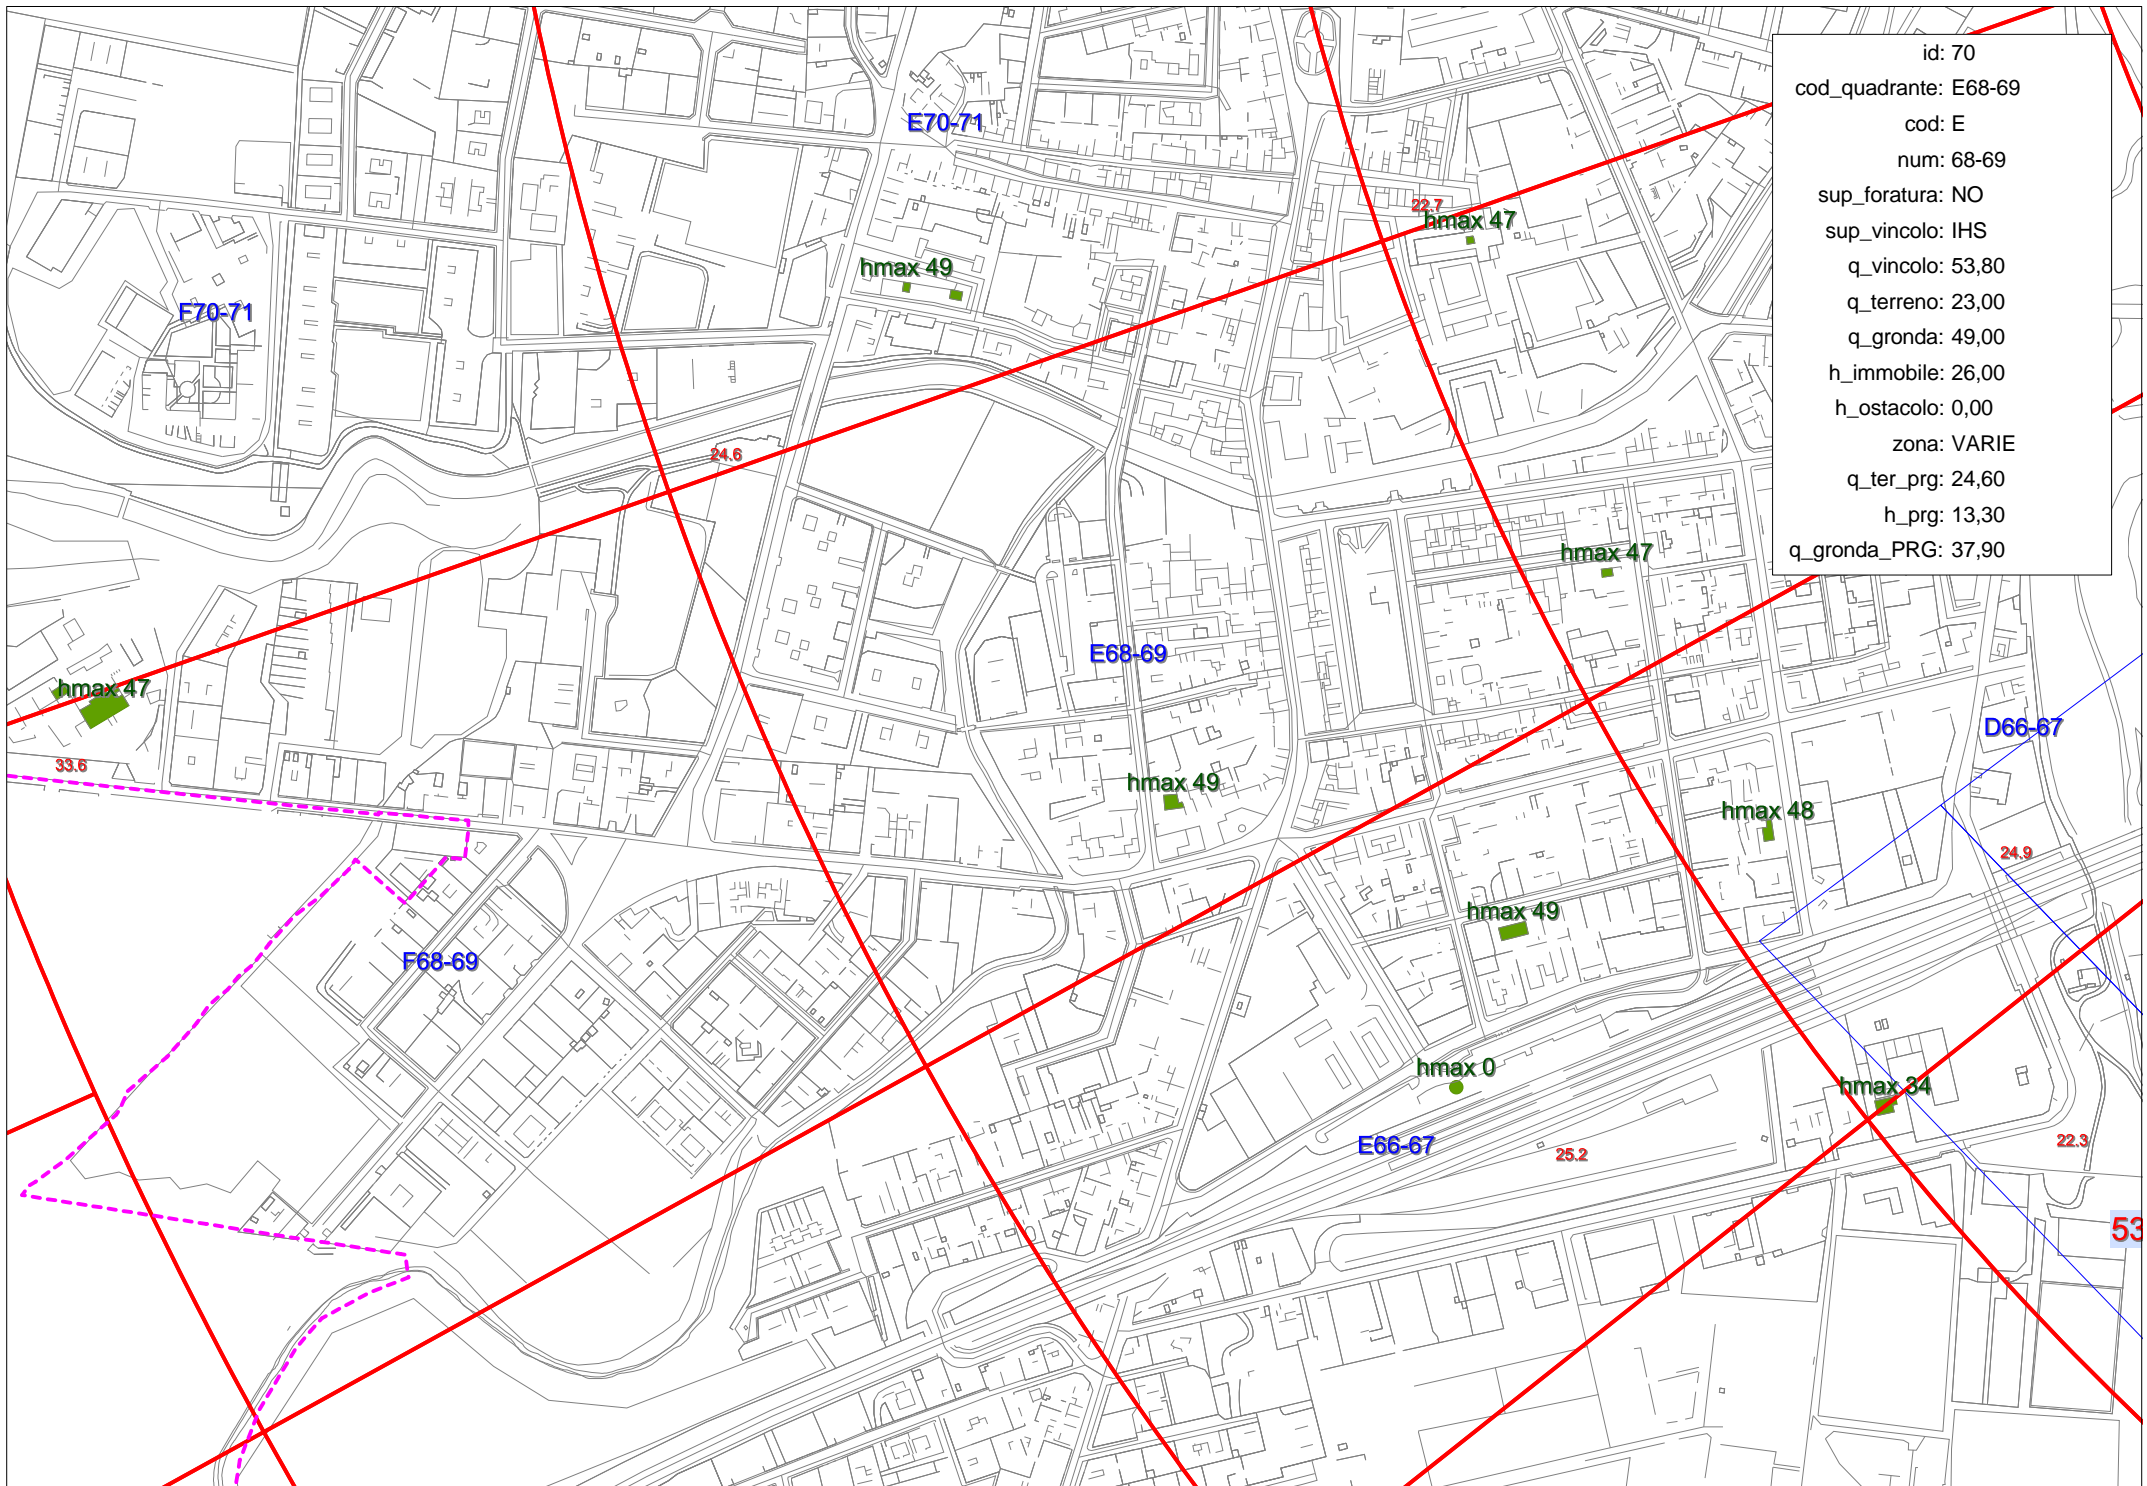 id: 70
cod_quadrante: E68-69
cod: E
num: 68-69
sup_foratura: NO
sup_vincolo: IHS
q_vincolo: 53,80
q_terreno: 23,00
q_gronda: 49,00
h_immobile: 26,00
h_ostacolo: 0,00
zona: VARIE
q_ter_prg: 24,60
h_prg: 13,30
q_gronda_PRG: 37,90
E70-71
22.7
hmax 47
hmax 49
F70-71
24.6
hmax 47
E68-69
hmax 47
D66-67
33.6
hmax 49
hmax 48
24.9
hmax 49
F68-69
hmax 0
hmax 34
E66-67
25.2
22.3
53